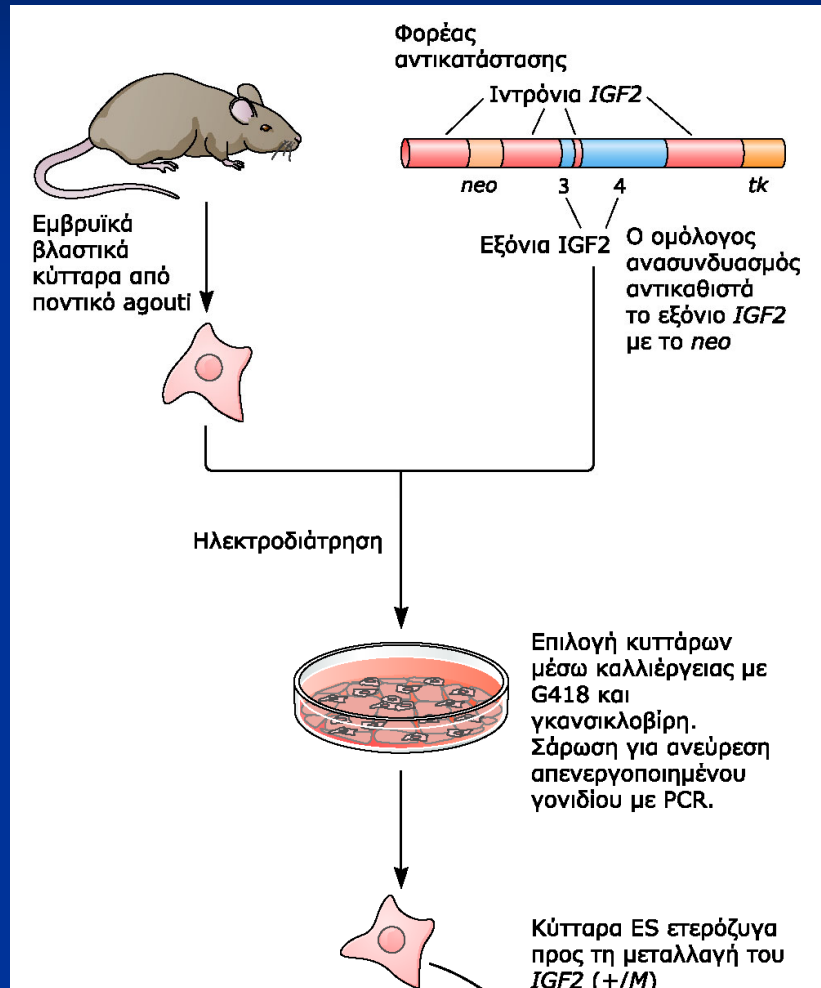 Φορέας
αντικατάστασης
Ιντρόνια IGF2
neo 3 4 tk
Εξόνια IGF2
Ο ομόλογος
ανασυνδυασμός
αντικαθιστά
το εξόνιο IGF2
με το neo
Εμβρυϊκά
βλαστικά
κύτταρα από
ποντικό agouti
Ηλεκτροδιάτρηση
Επιλογή κυττάρων
μέσω καλλιέργειας με
G418 και
γκανσικλοβίρη.
Σάρωση για ανεύρεση
απενεργοποιημένου
γονιδίου με PCR.
Κύτταρα ES ετερόζυγα
προς τη μεταλλαγή του
IGF2 (+/M)